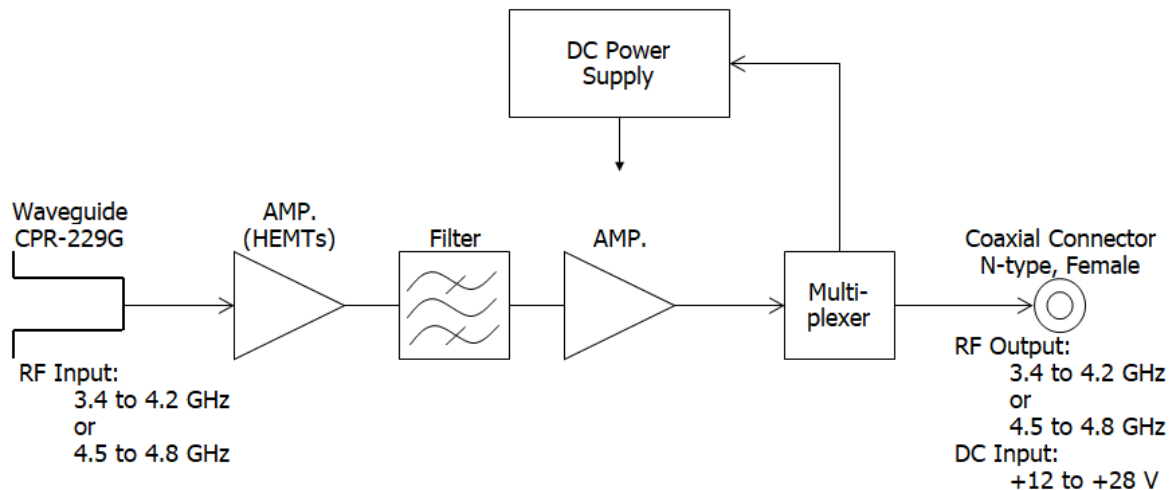 DC Power
Supply
Waveguide
CPR-229G
AMP.
(HEMTs)
Filter
AMP.
Multi-
plexer
Coaxial Connector
N-type, Female
RF Input:
3.4 to 4.2 GHz
or
4.5 to 4.8 GHz
RF Output:
3.4 to 4.2 GHz
or
4.5 to 4.8 GHz
DC Input:
+12 to +28 V